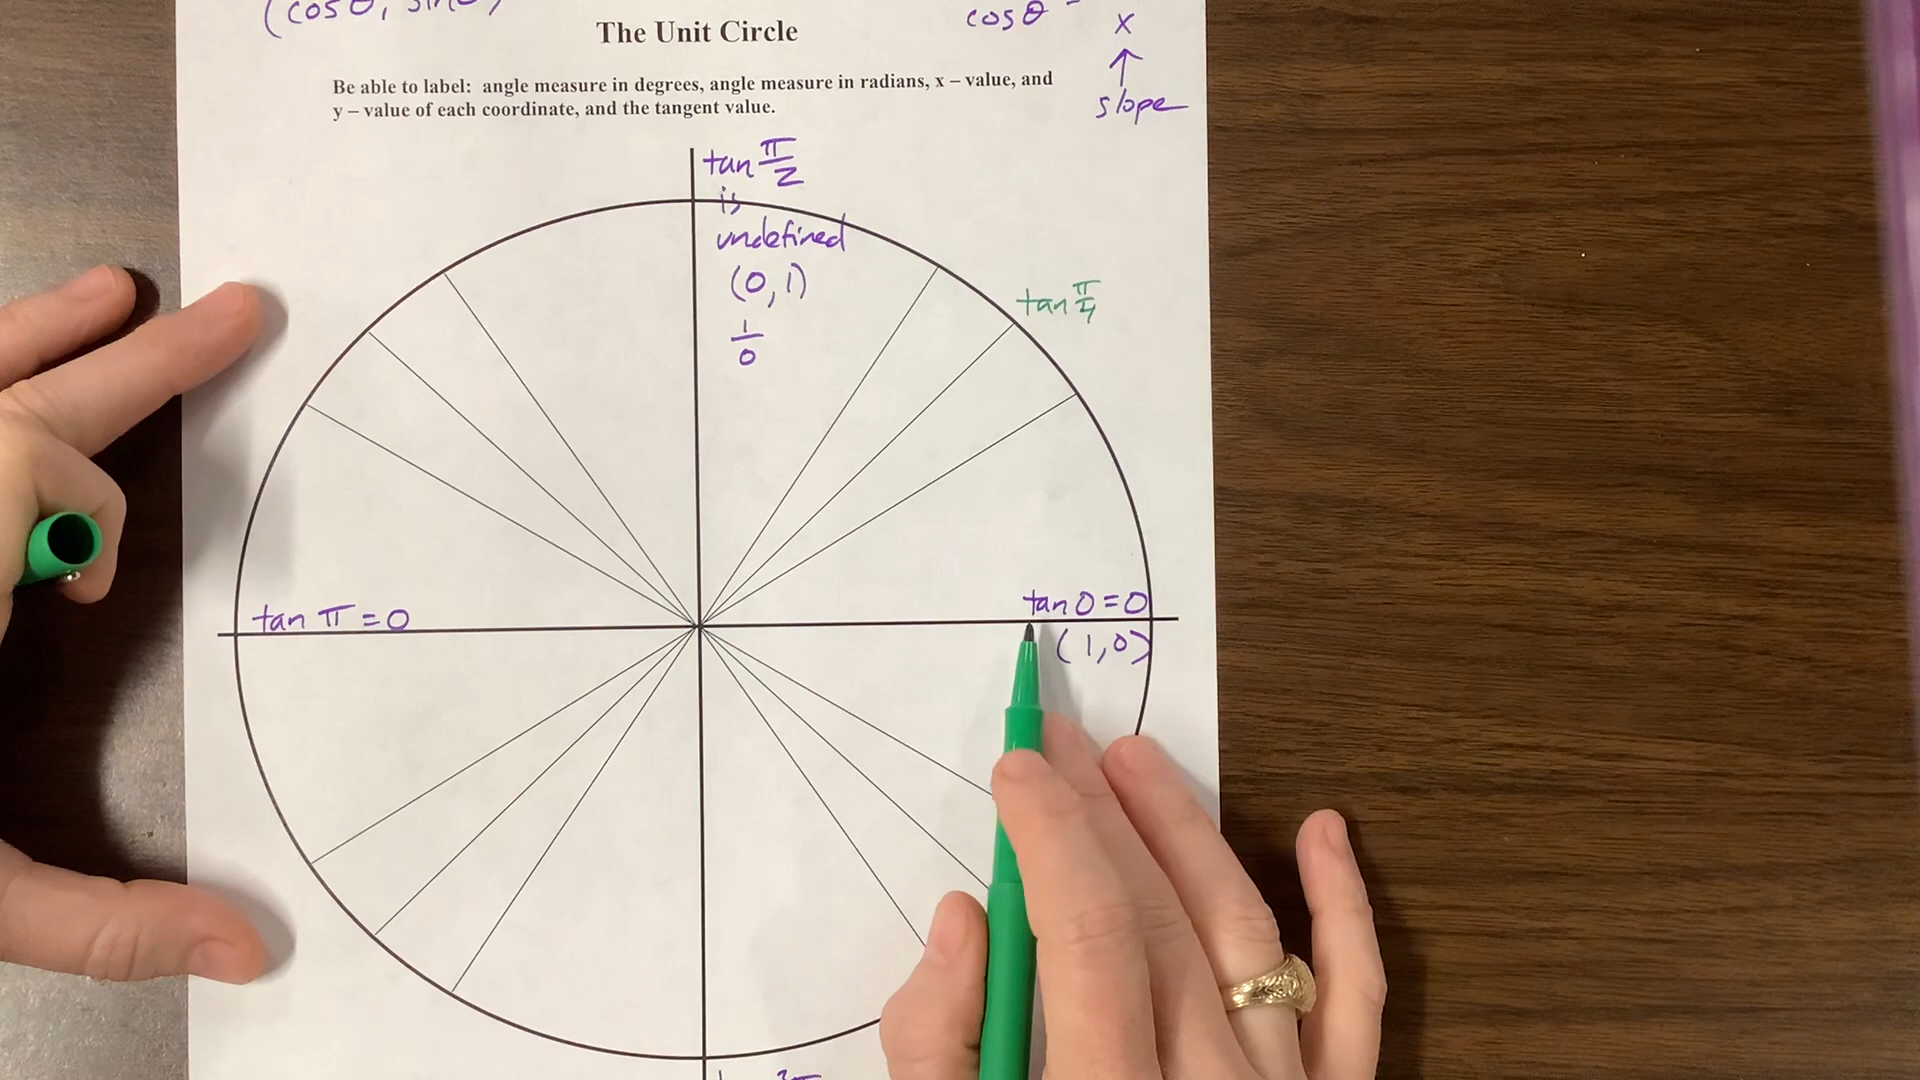 (cos θ, sin θ)
cos θ
x
The Unit Circle
↑
slope
Be able to label: angle measure in degrees, angle measure in radians, x – value, and
y – value of each coordinate, and the tangent value.
tan π/2
is
undefined
(0,1)
1/0
tan π/4
tan π = 0
tan 0 = 0
(1,0)